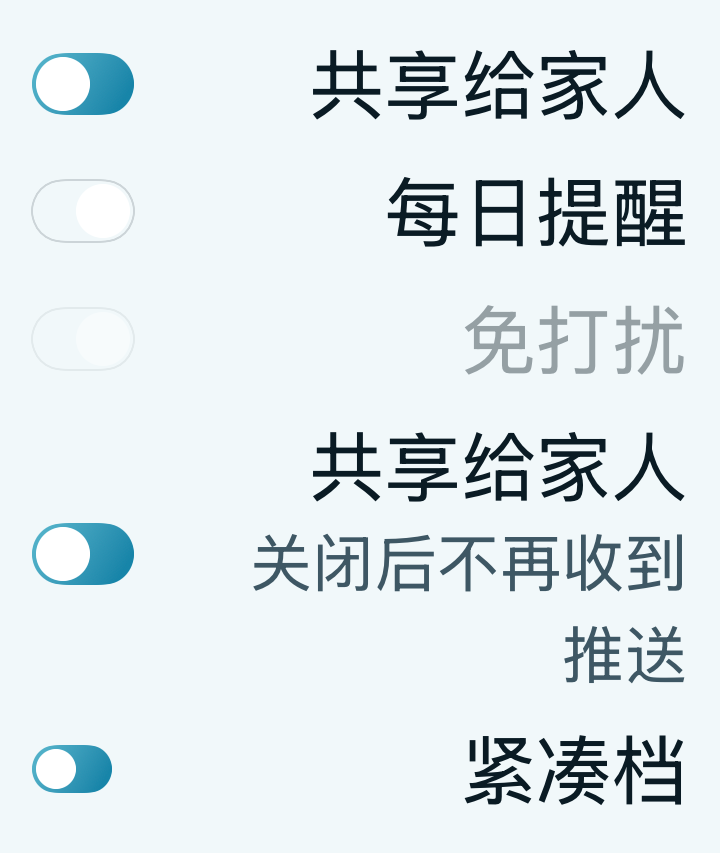 共享给家人
每日提醒
免打扰
共享给家人
关闭后不再收到
推送
紧凑档